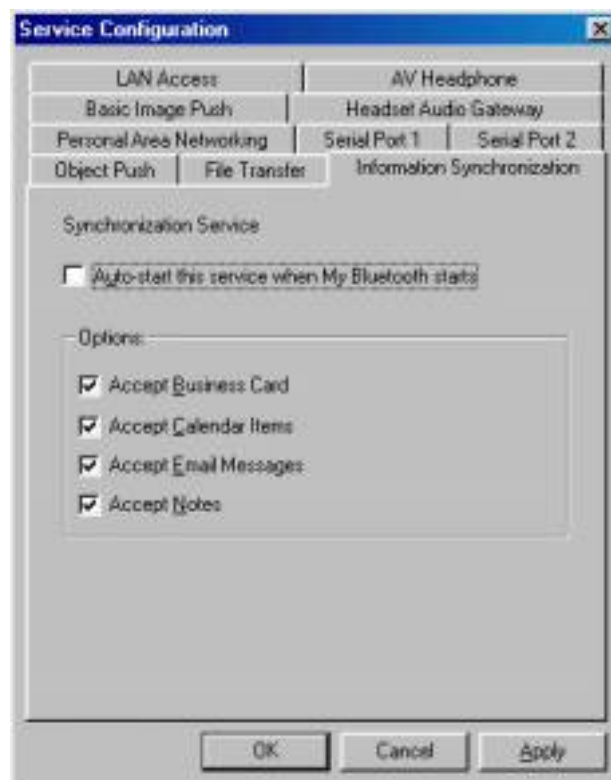 Service Configuration
LAN Access
AV Headphone
Basic Image Push
Headset Audio Gateway
Personal Area Networking
Serial Port 1
Serial Port 2
Object Push
File Transfer
Information Synchronization
Synchronization Service
Auto-start this service when My Bluetooth starts
Options:
Accept Business Card
Accept Calendar Items
Accept Email Messages
Accept Notes
OK
Cancel
Apply